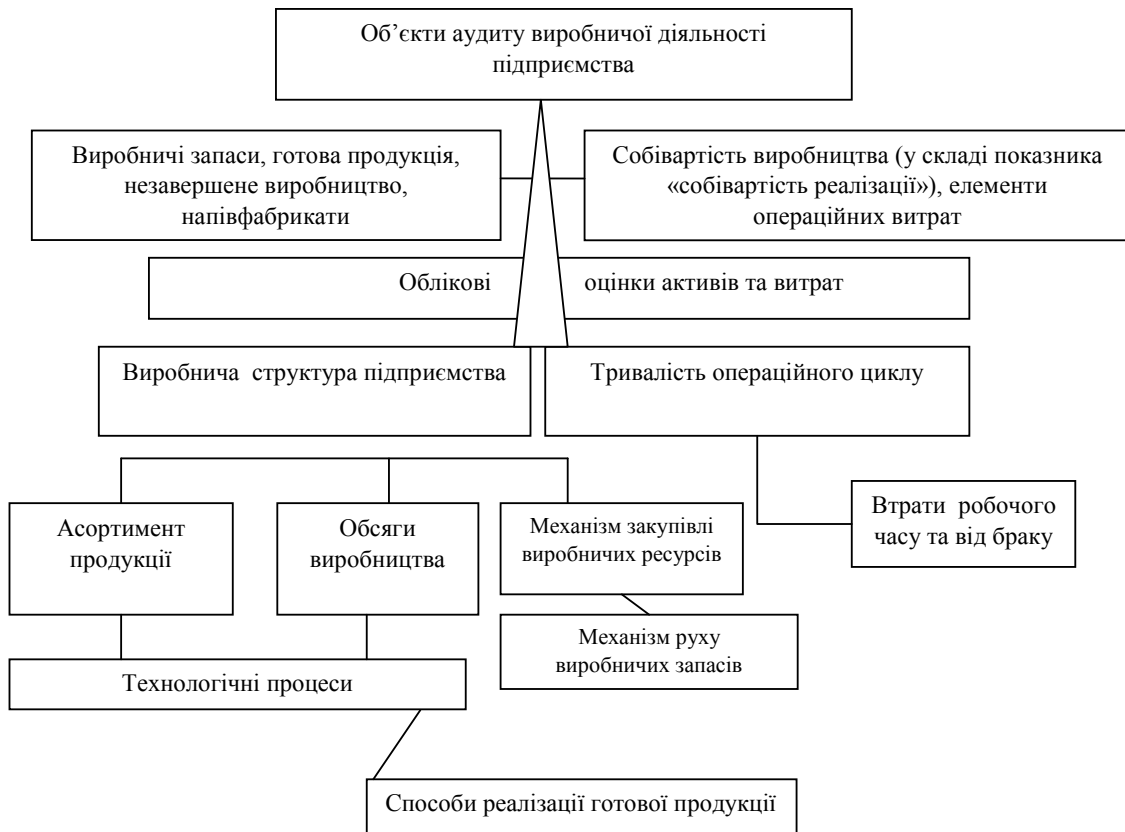 Об’єкти аудиту виробничої діяльності
підприємства
Виробничі запаси, готова продукція,
незавершене виробництво,
напівфабрикати
Собівартість виробництва (у складі показника
«собівартість реалізації»), елементи
операційних витрат
Облікові оцінки активів та витрат
Виробнича структура підприємства
Тривалість операційного циклу
Асортимент
продукції
Обсяги
виробництва
Механізм закупівлі
виробничих ресурсів
Втрати робочого
часу та від браку
Механізм руху
виробничих запасів
Технологічні процеси
Способи реалізації готової продукції